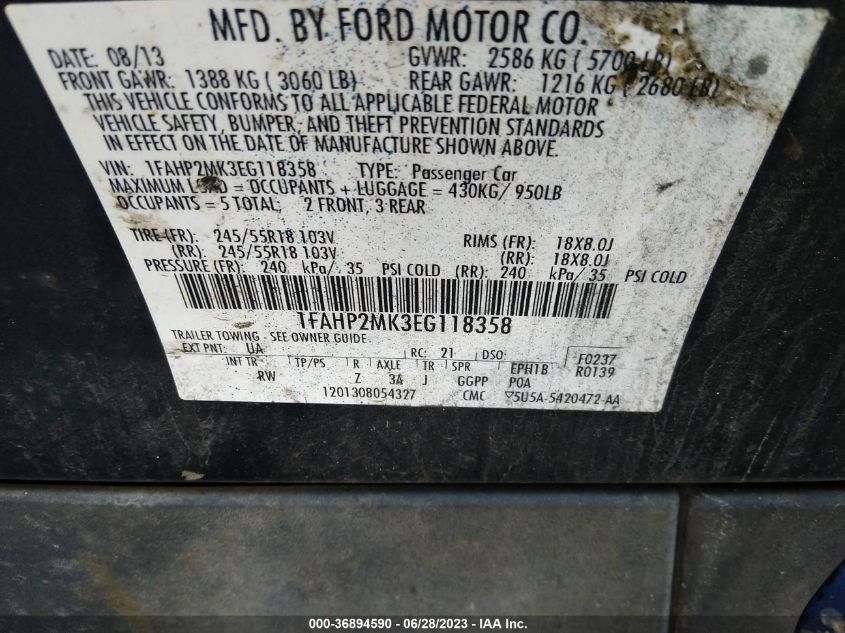 MFD. BY FORD MOTOR CO.
DATE: 08/13 GVWR: 2586 KG ( 5700 LB)
FRONT GAWR: 1388 KG ( 3060 LB) REAR GAWR: 1216 KG ( 2680 LB)
THIS VEHICLE CONFORMS TO ALL APPLICABLE FEDERAL MOTOR
VEHICLE SAFETY, BUMPER, AND THEFT PREVENTION STANDARDS
IN EFFECT ON THE DATE OF MANUFACTURE SHOWN ABOVE.
VIN: 1FAHP2MK3EG118358 TYPE: Passenger Car
MAXIMUM LOAD = OCCUPANTS + LUGGAGE = 430KG/ 950LB
OCCUPANTS = 5 TOTAL; 2 FRONT, 3 REAR
TIRE (FR): 245/55R18 103V RIMS (FR): 18X8.0J
(RR): 245/55R18 103V (RR): 18X8.0J
PRESSURE (FR): 240 kPa/ 35 PSI COLD (RR): 240 kPa/ 35 PSI COLD
1FAHP2MK3EG118358
TRAILER TOWING - SEE OWNER GUIDE
EXT PNT: UA RC: 21 DSO: F0237
INT TR TP/PS R AXLE TR SPR EPH1B R0139
RW Z 3A J GGPP POA
1201308054327 CMC ▽5U5A-5420472-AA
000-36894590 - 06/28/2023 - IAA Inc.